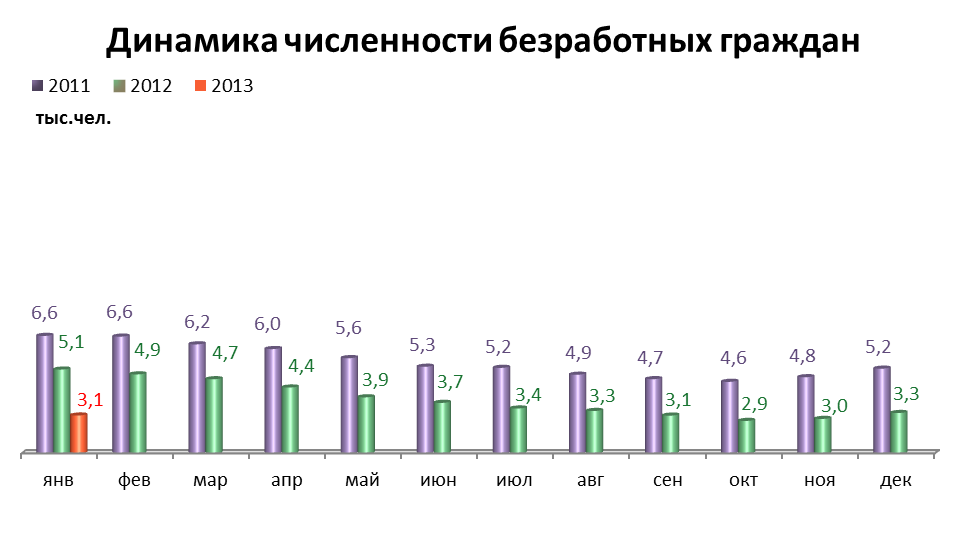 Динамика численности безработных граждан
2011 2012 2013
тыс.чел.
6,6 6,6 6,2 6,0 5,6 5,3 5,2 4,9 4,7 4,6 4,8 5,2
5,1 4,9 4,7 4,4 3,9 3,7 3,4 3,3 3,1 2,9 3,0 3,3
3,1
янв фев мар апр май июн июл авг сен окт ноя дек